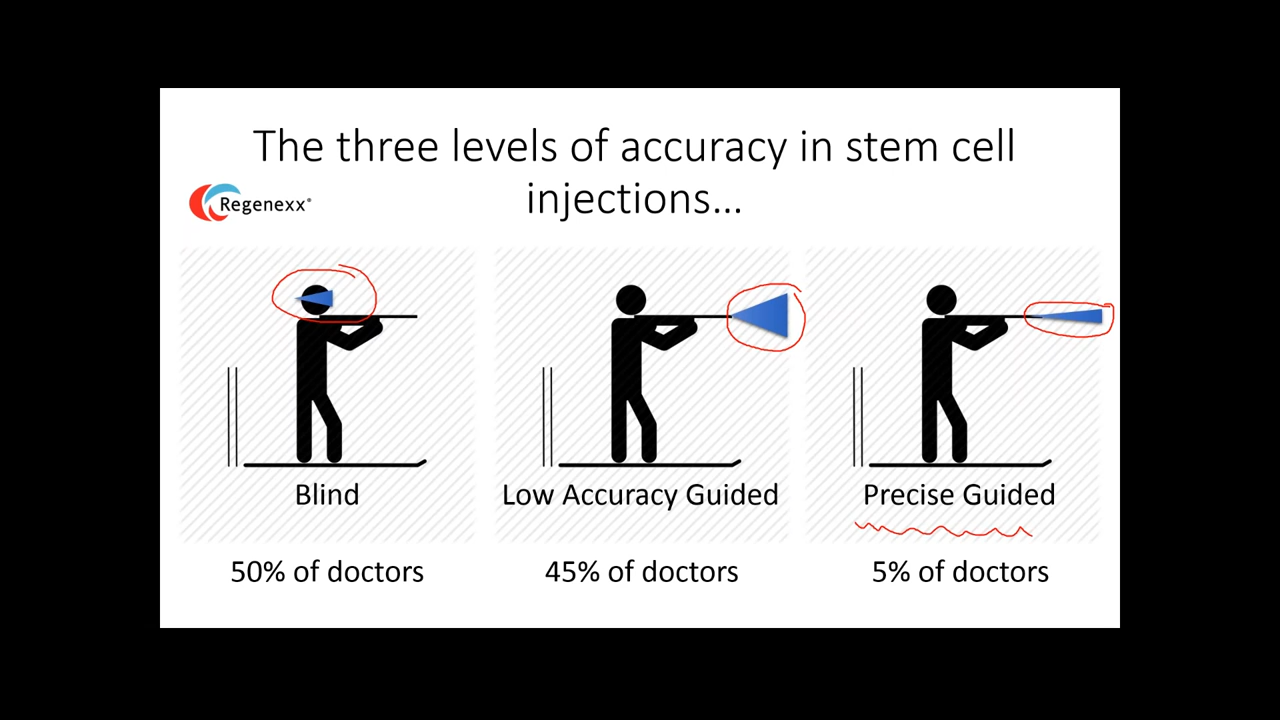 The three levels of accuracy in stem cell
injections...
Regenexx®
Blind
Low Accuracy Guided
Precise Guided
50% of doctors
45% of doctors
5% of doctors